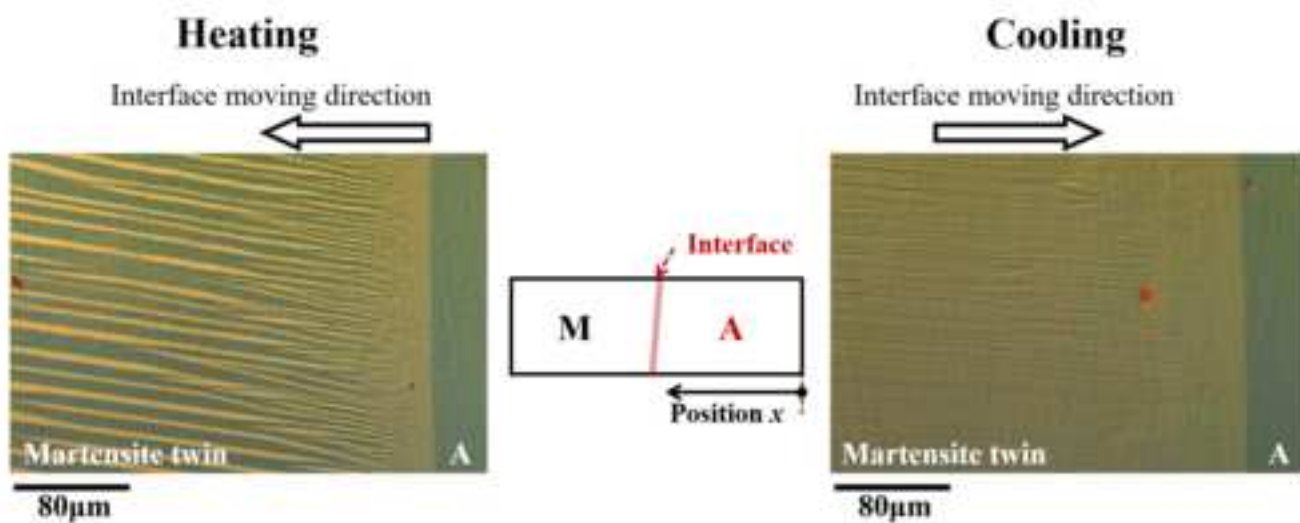 Heating
Interface moving direction
Martensite twin
A
80μm
Interface
M
A
Position x
Cooling
Interface moving direction
Martensite twin
A
80μm